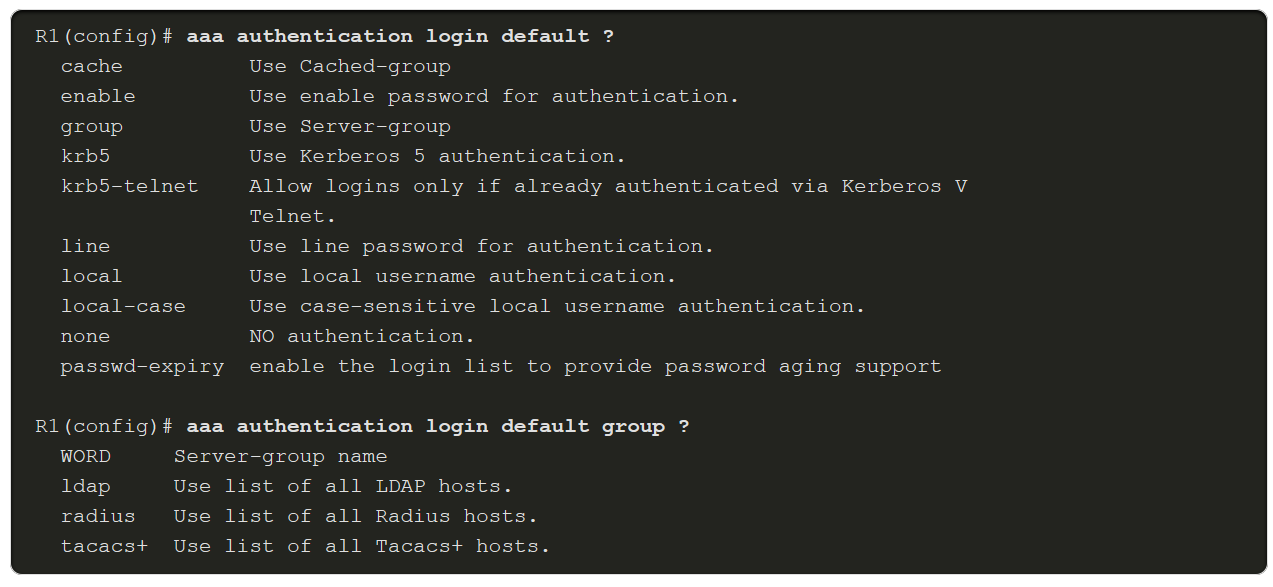 R1(config)# aaa authentication login default ?
cache Use Cached-group
enable Use enable password for authentication.
group Use Server-group
krb5 Use Kerberos 5 authentication.
krb5-telnet Allow logins only if already authenticated via Kerberos V
Telnet.
line Use line password for authentication.
local Use local username authentication.
local-case Use case-sensitive local username authentication.
none NO authentication.
passwd-expiry enable the login list to provide password aging support
R1(config)# aaa authentication login default group ?
WORD Server-group name
ldap Use list of all LDAP hosts.
radius Use list of all Radius hosts.
tacacs+ Use list of all Tacacs+ hosts.